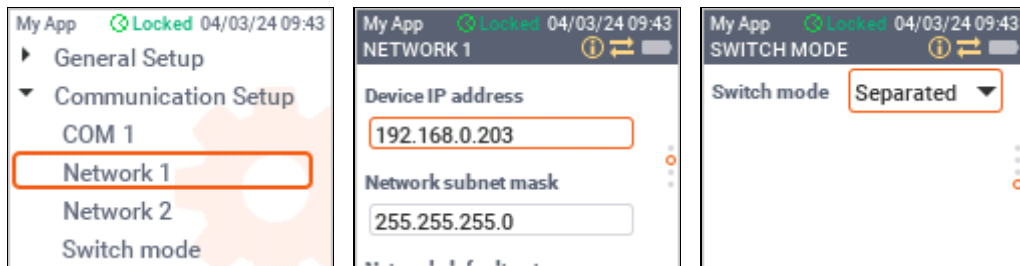 My App Locked 04/03/24 09:43
General Setup
Communication Setup
COM 1
Network 1
Network 2
Switch mode
My App Locked 04/03/24 09:43
NETWORK 1
Device IP address
192.168.0.203
Network subnet mask
255.255.255.0
My App Locked 04/03/24 09:43
SWITCH MODE
Switch mode Separated